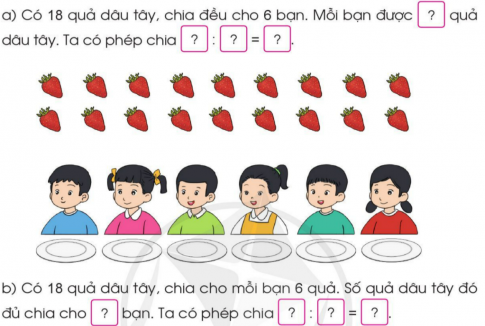 a) Có 18 quả dâu tây, chia đều cho 6 bạn. Mỗi bạn được ? quả
dâu tây. Ta có phép chia ? : ? = ? .
b) Có 18 quả dâu tây, chia cho mỗi bạn 6 quả. Số quả dâu tây đó
đủ chia cho ? bạn. Ta có phép chia ? : ? = ? .